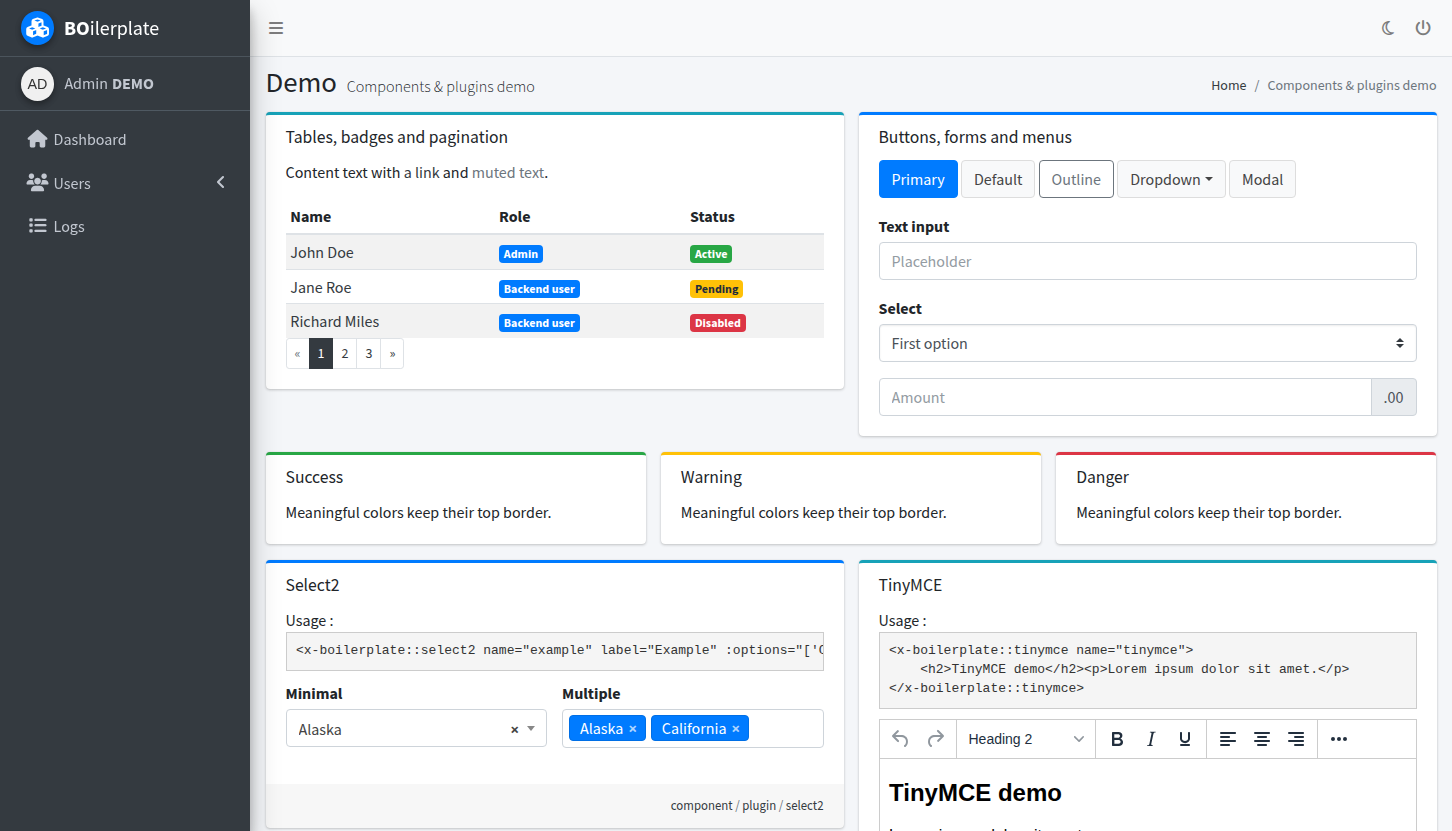 BOilerplate
AD Admin DEMO
Dashboard
Users
Logs
Demo Components & plugins demo
Home / Components & plugins demo
Tables, badges and pagination
Content text with a link and muted text.
Name Role Status
John Doe Admin Active
Jane Roe Backend user Pending
Richard Miles Backend user Disabled
« 1 2 3 »
Buttons, forms and menus
Primary Default Outline Dropdown Modal
Text input
Placeholder
Select
First option
Amount .00
Success
Meaningful colors keep their top border.
Warning
Meaningful colors keep their top border.
Danger
Meaningful colors keep their top border.
Select2
Usage :
<x-boilerplate::select2 name="example" label="Example" :options="['
Minimal Multiple
Alaska × Alaska × California ×
component / plugin / select2
TinyMCE
Usage :
<x-boilerplate::tinymce name="tinymce">
    <h2>TinyMCE demo</h2><p>Lorem ipsum dolor sit amet.</p>
</x-boilerplate::tinymce>
Heading 2 B I U
TinyMCE demo